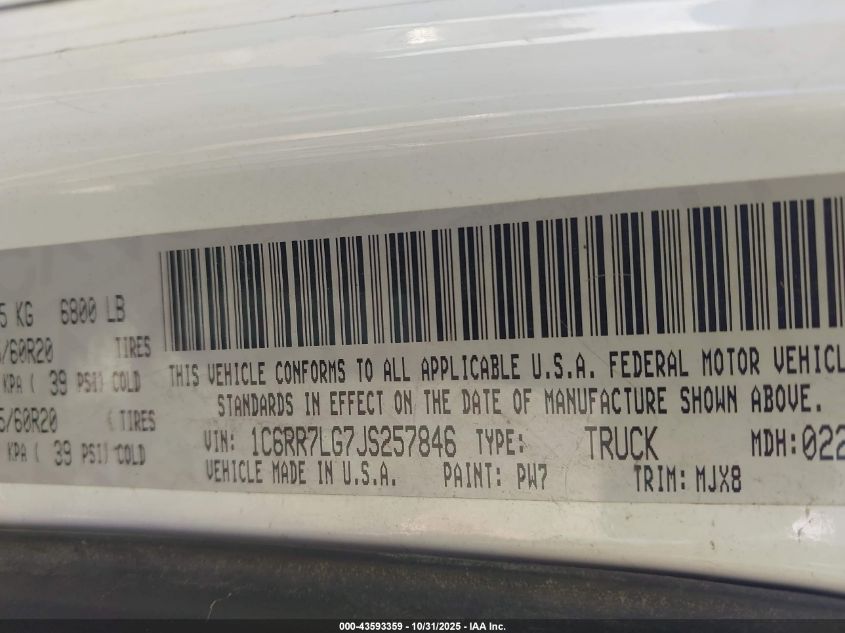 5 KG 6800 LB
/60R20 TIRES
KPA ( 39 PSI) COLD
5/60R20 ( TIRES
KPA ( 39 PSI) COLD
THIS VEHICLE CONFORMS TO ALL APPLICABLE U.S.A. FEDERAL MOTOR VEHICL
STANDARDS IN EFFECT ON THE DATE OF MANUFACTURE SHOWN ABOVE.
VIN: 1C6RR7LG7JS257846 TYPE: TRUCK MDH:022
VEHICLE MADE IN U.S.A. PAINT: PW7 TRIM: MJX8
000-43593359 | 10/31/2025 - IAA Inc.